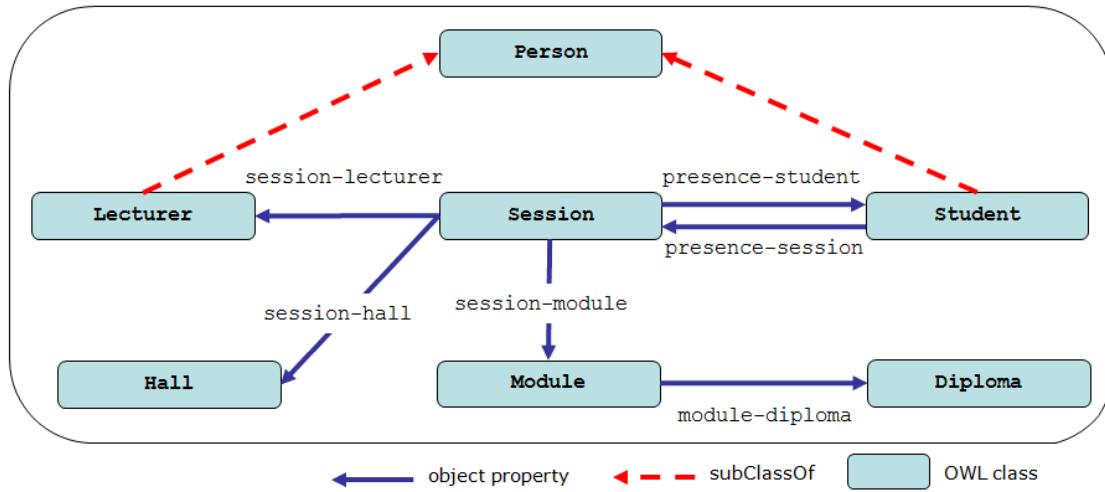 Person
session-lecturer
presence-student
Lecturer
Session
Student
presence-session
session-hall
session-module
Hall
Module
Diploma
module-diploma
object property
subClassOf
OWL class